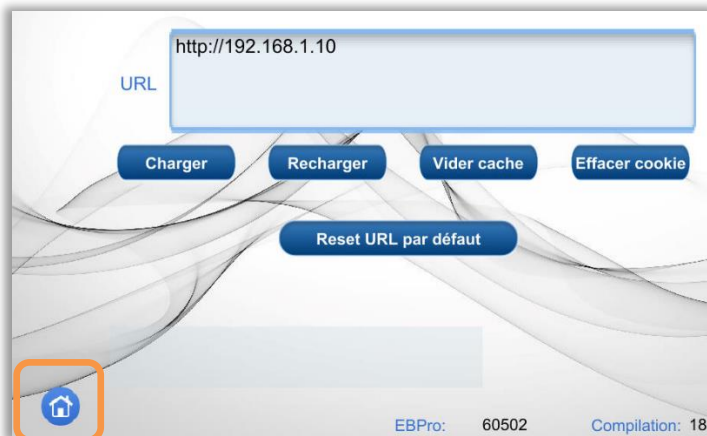 http://192.168.1.10
URL
Charger Recharger Vider cache Effacer cookie
Reset URL par défaut
EBPro: 60502 Compilation: 18